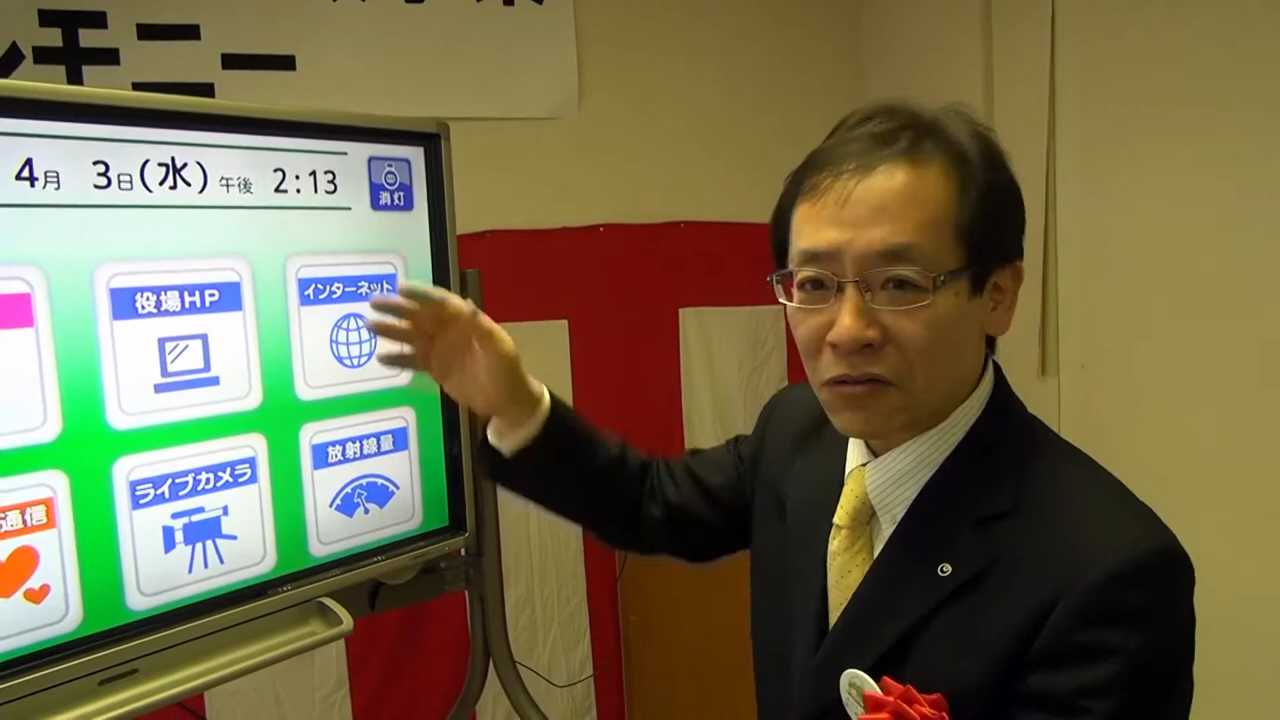 モニー
4月 3日(水) 午後 2:13
消灯
役場HP
インターネット
通信
ライブカメラ
放射線量